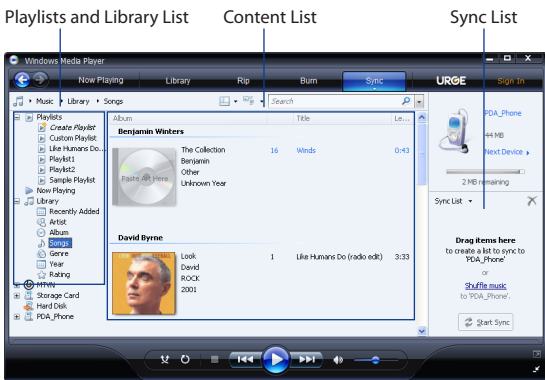 Playlists and Library List
Content List
Sync List
Windows Media Player
Now Playing
Library
Rip
Burn
Sync
URGE
Sign In
Music
Library
Songs
Search
Playlists
Create Playlist
Custom Playlist
Like Humans Do...
Playlist1
Playlist2
Sample Playlist
Now Playing
Library
Recently Added
Artist
Album
Songs
Genre
Year
Rating
MTVN
Storage Card
Hard Disk
PDA_Phone
Album
Title
Le...
Benjamin Winters
Paste Art Here
The Collection
16
Winds
0:43
Benjamin
Other
Unknown Year
David Byrne
Look
1
Like Humans Do (radio edit)
3:33
David
ROCK
2001
PDA_Phone
44 MB
Next Device
2 MB remaining
Sync List
Drag items here
to create a list to sync to
'PDA_Phone'
or
Shuffle music
to 'PDA_Phone'.
Start Sync